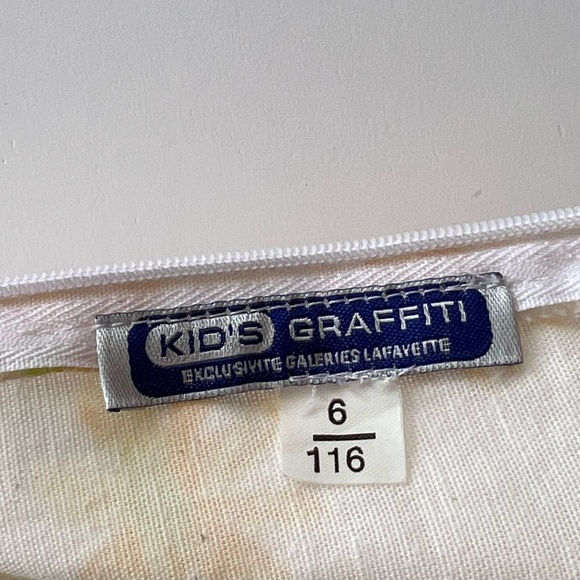 KID'S GRAFFITI
EXCLUSIVITE GALERIES LAFAYETTE
6
116